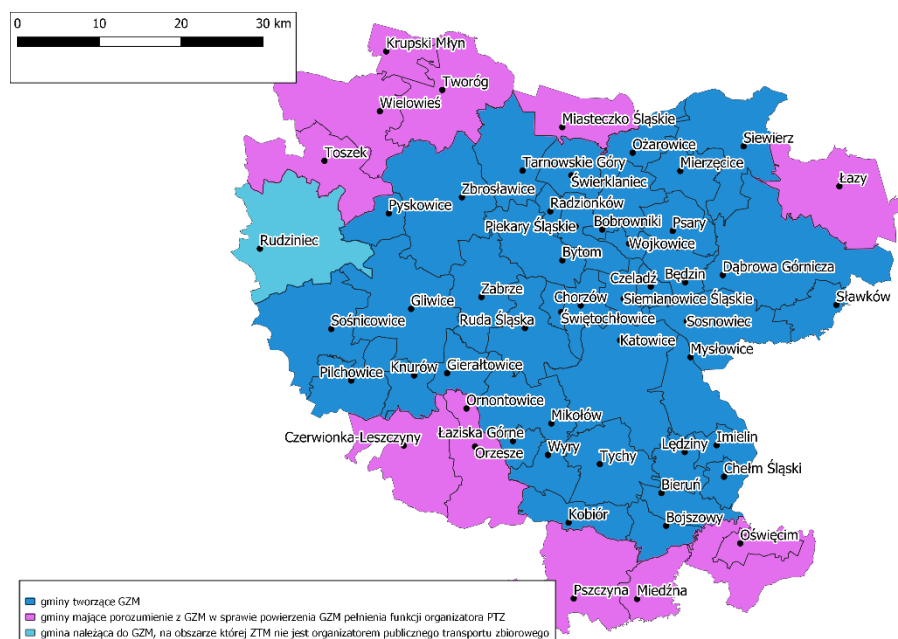 0 10 20 30 km
Krupski Młyn
Tworóg
Wielowieś
Miasteczko Śląskie
Ożarowice
Siewierz
Toszek
Tarnowskie Góry
Mierzęcice
Świerklaniec
Łazy
Zbrosławice
Radzionków
Pyskowice
Piekary Śląskie
Bobrowniki
Psary
Rudziniec
Wojkowice
Bytom
Czeladź
Będzin
Dąbrowa Górnicza
Zabrze
Gliwice
Chorzów
Siemianowice Śląskie
Sławków
Sośnicowice
Ruda Śląska
Świętochłowice
Sosnowiec
Katowice
Mysłowice
Pilchowice
Knurów
Gierałtowice
Ornontowice
Mikołów
Czerwionka-Leszczyny
Łaziska Górne
Orzesze
Wyry
Tychy
Lędziny
Imielin
Chełm Śląski
Bieruń
Kobiór
Bojszowy
Oświęcim
Pszczyna
Miedźna
gminy tworzące GZM
gminy mające porozumienie z GZM w sprawie powierzenia GZM pełnienia funkcji organizatora PTZ
gmina należąca do GZM, na obszarze której ZTM nie jest organizatorem publicznego transportu zbiorowego